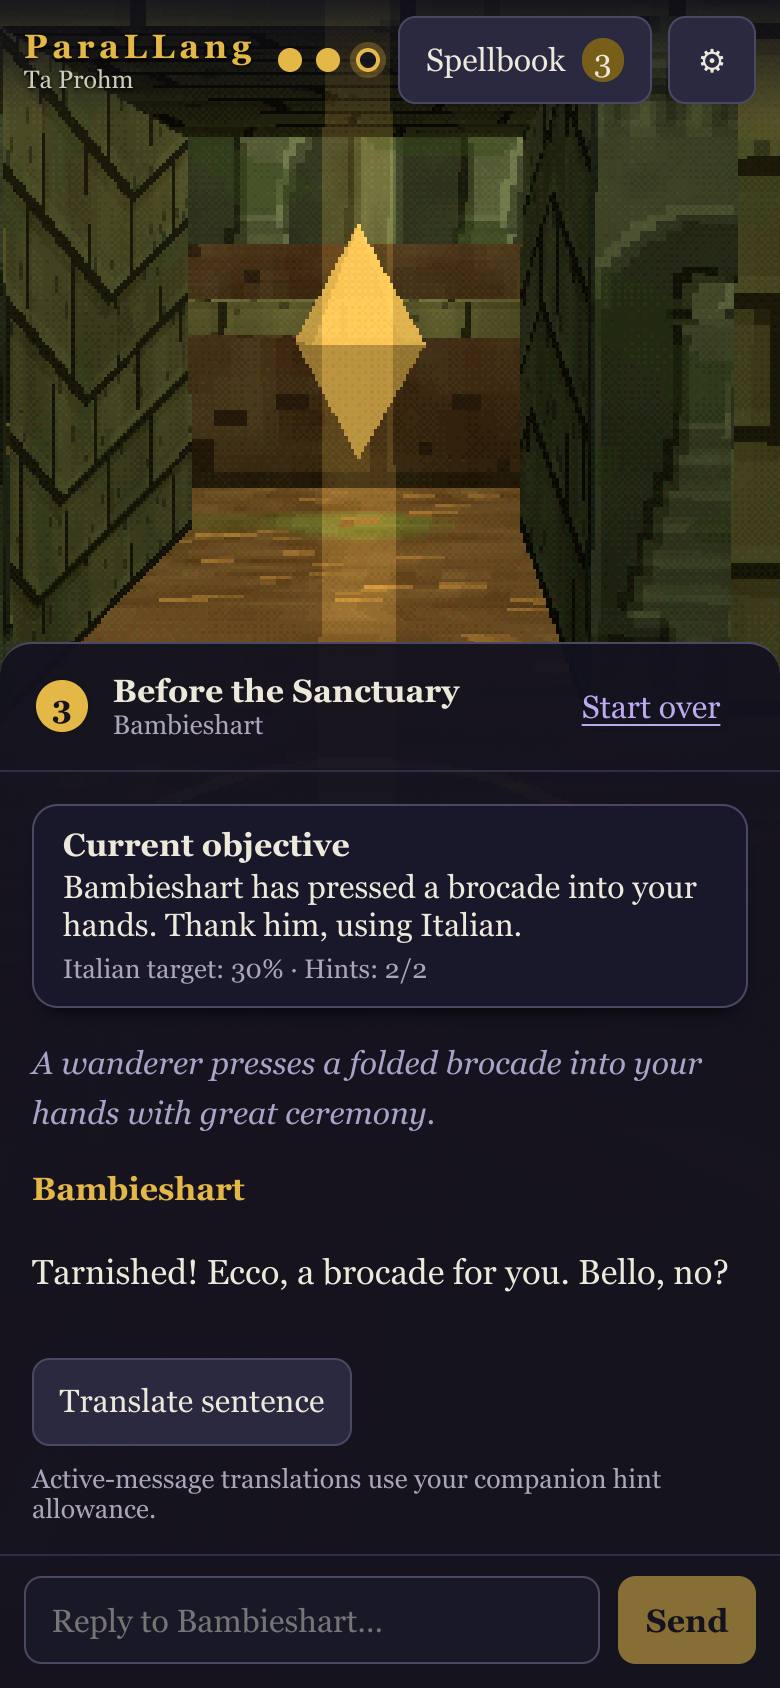 ParaLLang
Ta Prohm
Spellbook 3
3
Before the Sanctuary
Bambieshart
Start over
Current objective
Bambieshart has pressed a brocade into your
hands. Thank him, using Italian.
Italian target: 30% · Hints: 2/2
A wanderer presses a folded brocade into your
hands with great ceremony.
Bambieshart
Tarnished! Ecco, a brocade for you. Bello, no?
Translate sentence
Active-message translations use your companion hint
allowance.
Reply to Bambieshart...
Send